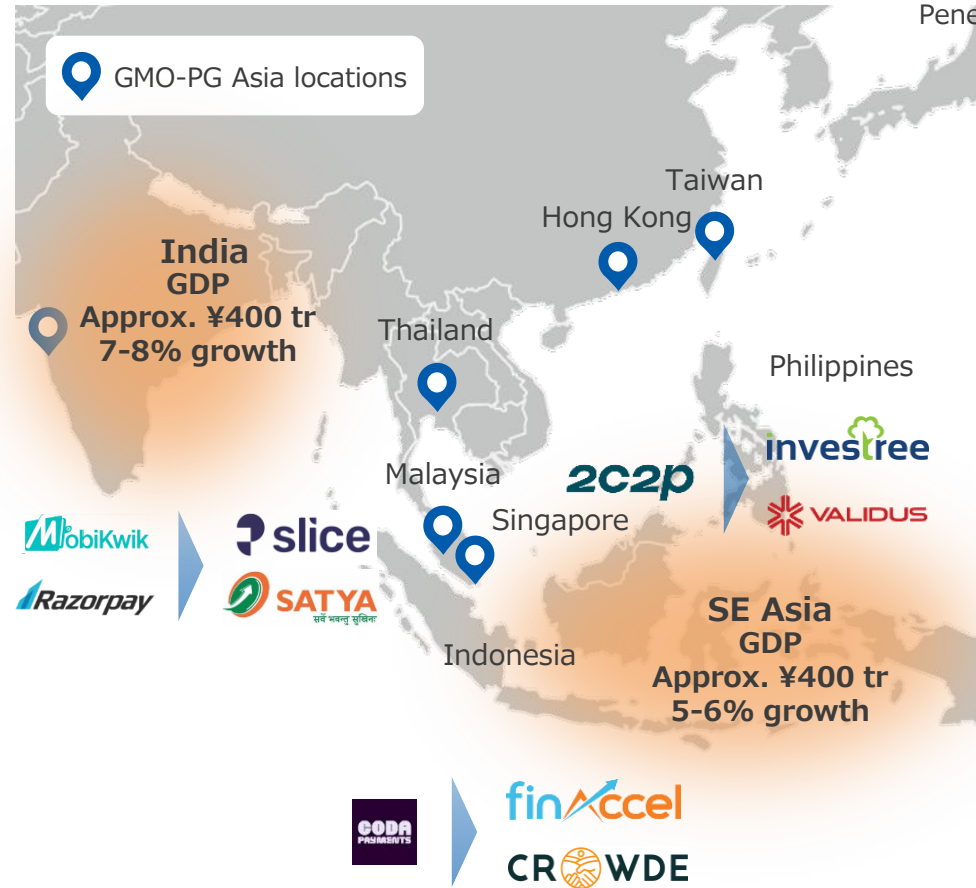 Pene
GMO-PG Asia locations
Taiwan
Hong Kong
India
GDP
Approx. ¥400 tr
7-8% growth
Thailand
Philippines
investree
Malaysia
2c2p
VALIDUS
Singapore
MobiKwik
slice
Razorpay
SATYA
सर्वे भवन्तु सुखिनः
SE Asia
GDP
Approx. ¥400 tr
5-6% growth
Indonesia
finAccel
CODA
PAYMENTS
CROWDE